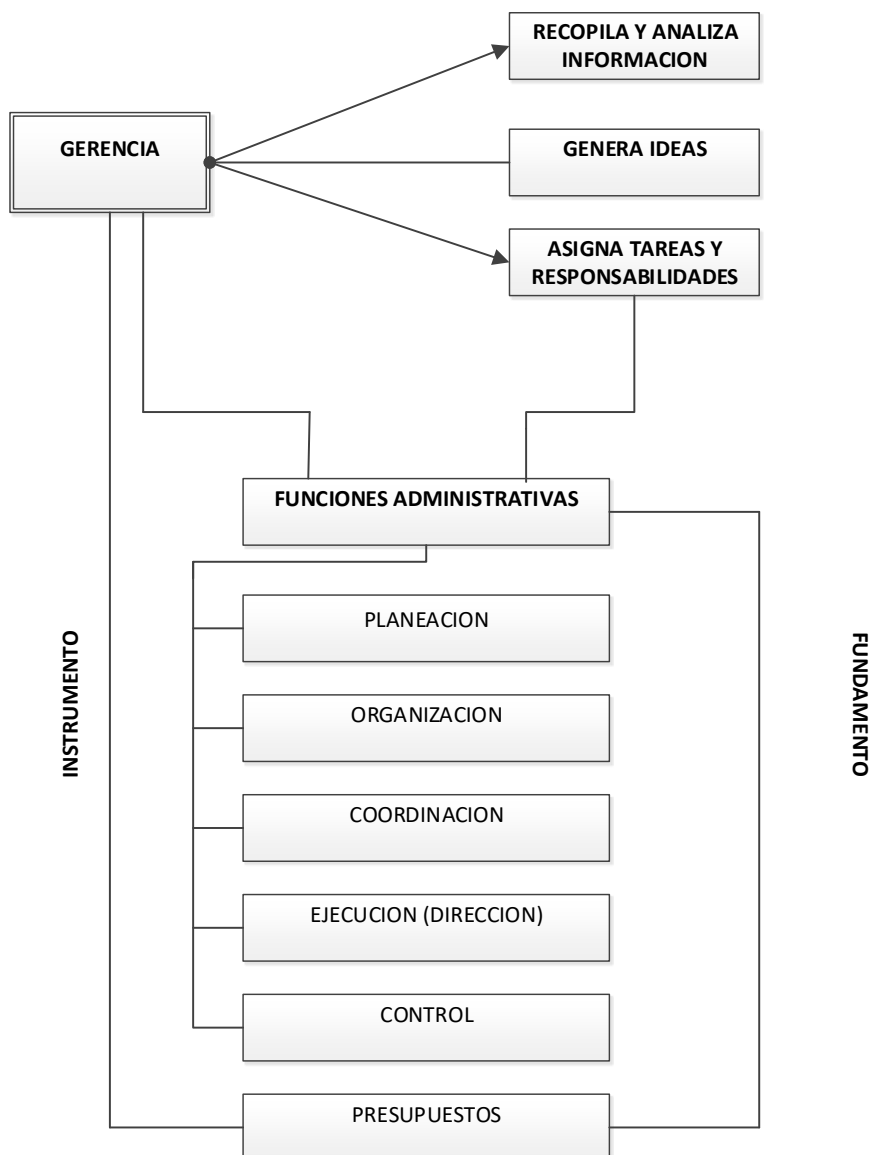 RECOPILA Y ANALIZA
INFORMACION
GERENCIA
GENERA IDEAS
ASIGNA TAREAS Y
RESPONSABILIDADES
FUNCIONES ADMINISTRATIVAS
PLANEACION
ORGANIZACION
COORDINACION
EJECUCION (DIRECCION)
CONTROL
PRESUPUESTOS
INSTRUMENTO
FUNDAMENTO